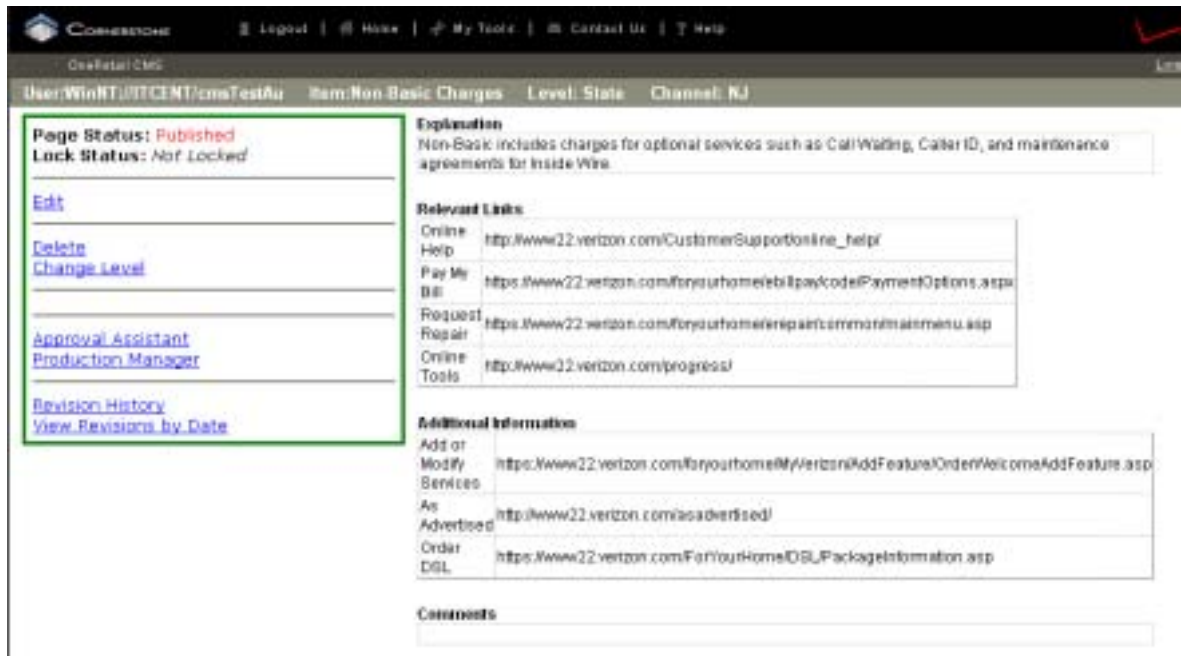 CORNERSTONE
Logout | Home | My Tools | Contact Us | ? Help
OneRetail CMS
User:WinNT://ITCENT/cmsTestAu Item:Non-Basic Charges Level: State Channel: NJ
Page Status: Published
Lock Status: Not Locked
Edit
Delete
Change Level
Approval Assistant
Production Manager
Revision History
View Revisions by Date
Explanation
Non-Basic includes charges for optional services such as Call Waiting, Caller ID, and maintenance
agreements for Inside Wire.
Relevant Links
Online
Help
http://www22.verizon.com/CustomerSupport/online_help/
Pay My
Bill
https://www22.verizon.com/foryourhome/ebillpay/code/PaymentOptions.aspx
Request
Repair
https://www22.verizon.com/foryourhome/erepair/common/mainmenu.asp
Online
Tools
http://www22.verizon.com/progress/
Additional Information
Add or
Modify
Services
https://www22.verizon.com/foryourhome/MyVerizon/AddFeature/OrderWelcomeAddFeature.asp
As
Advertised
http://www22.verizon.com/asadvertised/
Order
DSL
https://www22.verizon.com/ForYourHome/DSL/PackageInformation.asp
Comments